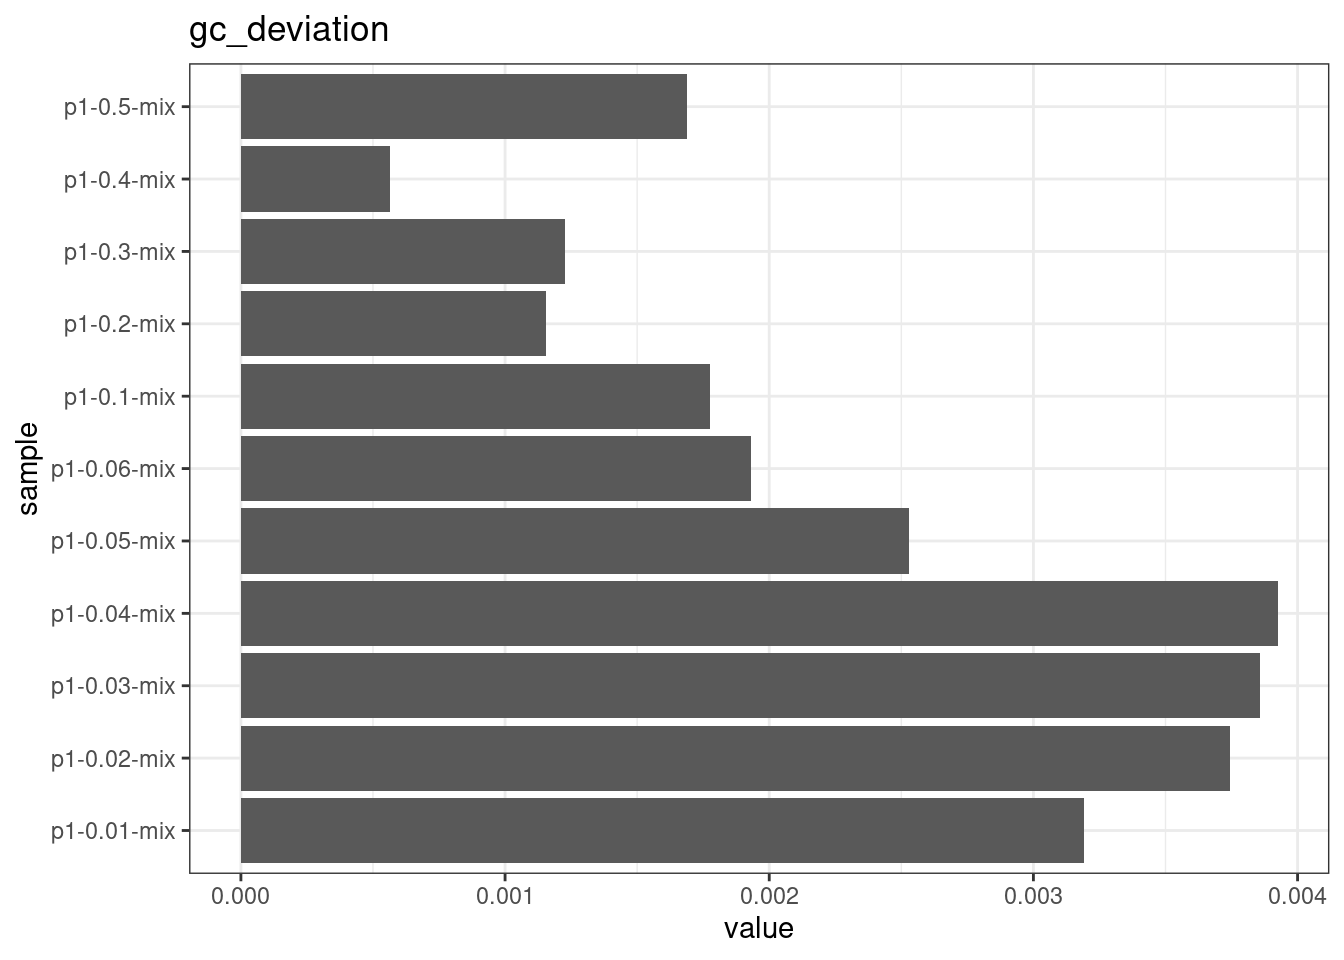 gc_deviation
p1-0.5-mix
p1-0.4-mix
p1-0.3-mix
p1-0.2-mix
p1-0.1-mix
p1-0.06-mix
p1-0.05-mix
p1-0.04-mix
p1-0.03-mix
p1-0.02-mix
p1-0.01-mix
sample
0.000 0.001 0.002 0.003 0.004
value